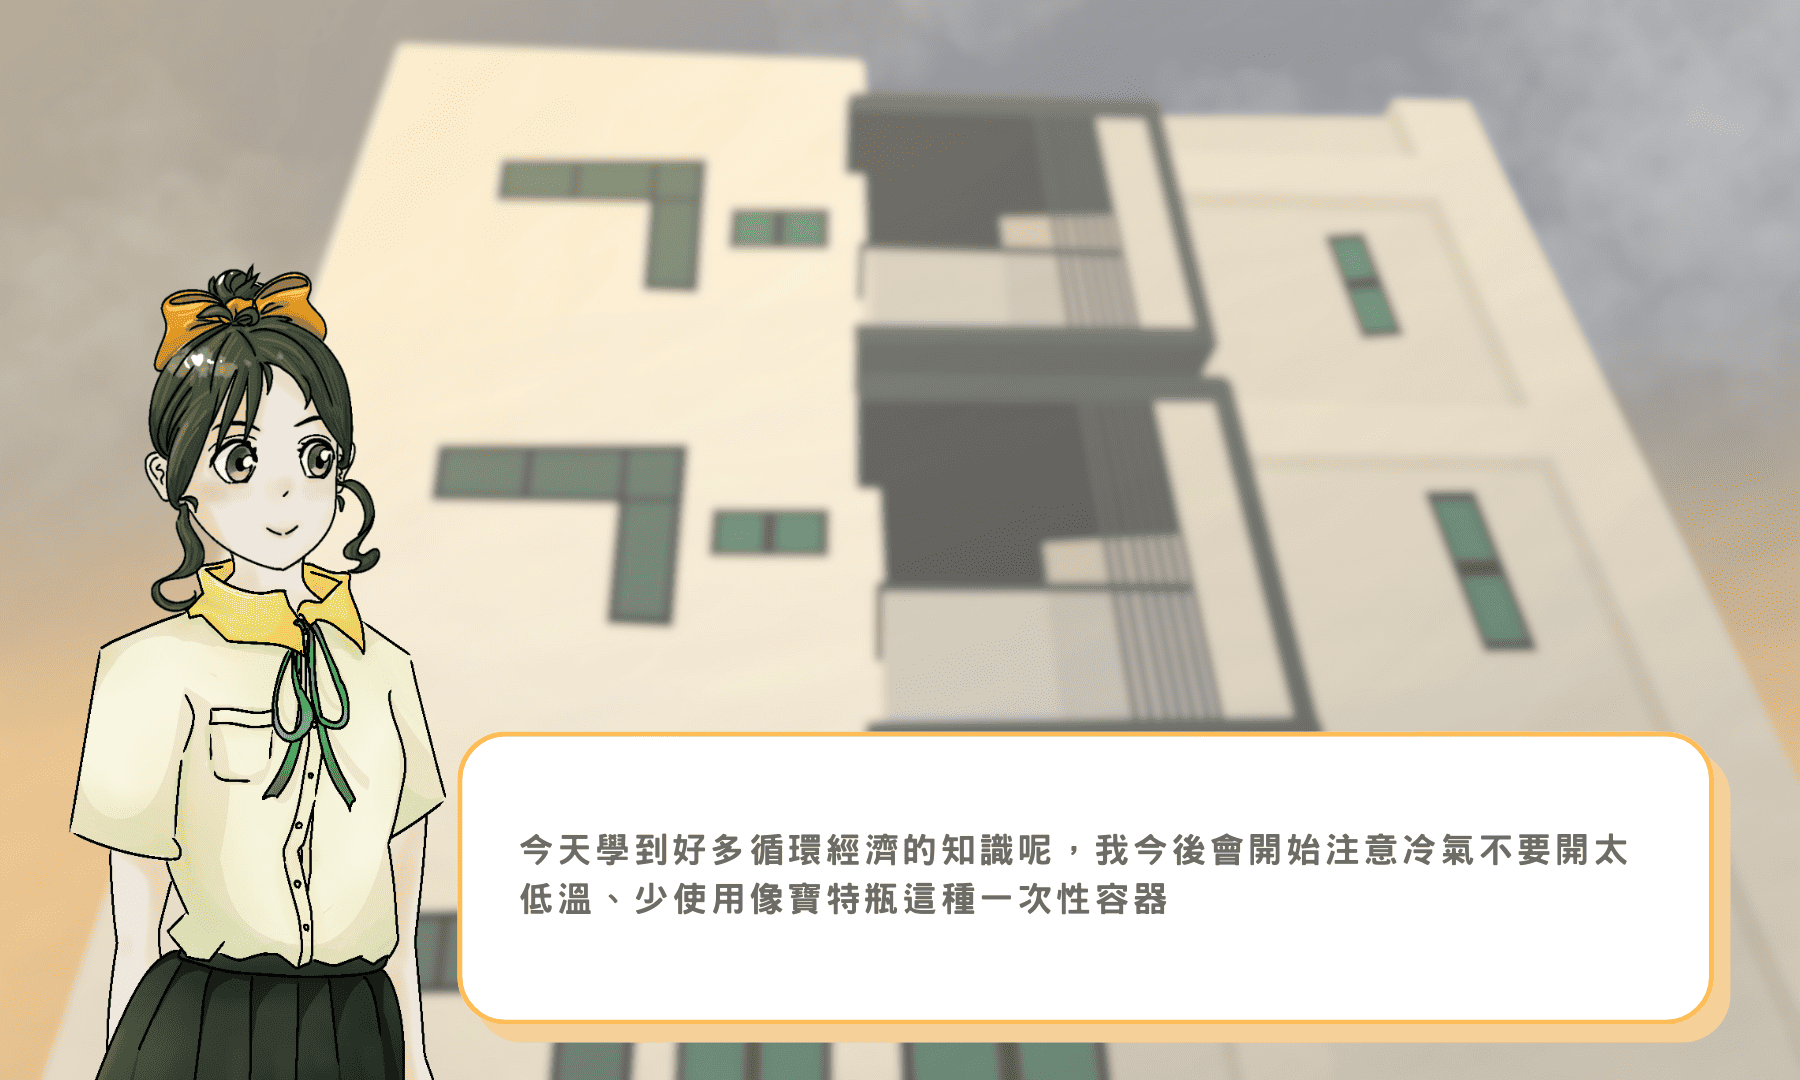 今天學到好多循環經濟的知識呢，我今後會開始注意冷氣不要開太
低溫、少使用像寶特瓶這種一次性容器